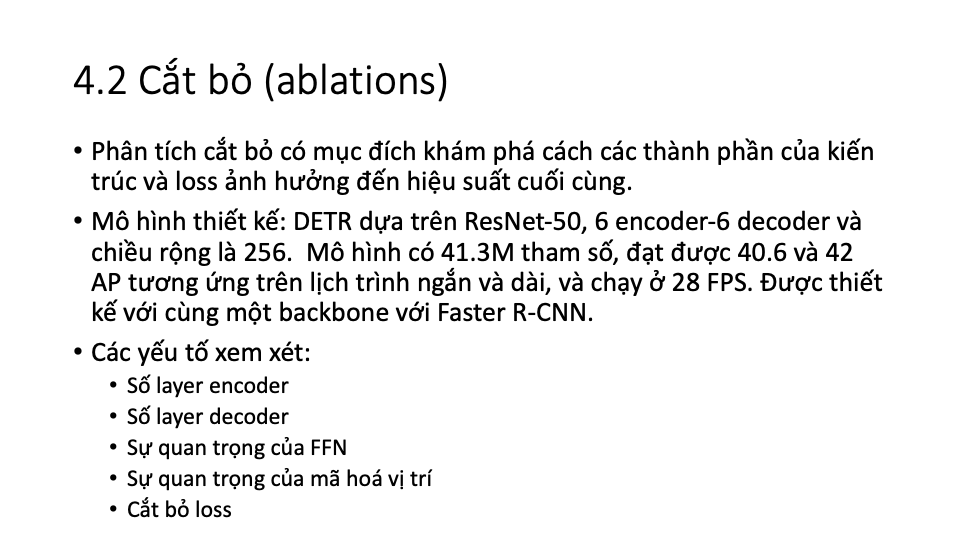 4.2 Cắt bỏ (ablations)
• Phân tích cắt bỏ có mục đích khám phá cách các thành phần của kiến
trúc và loss ảnh hưởng đến hiệu suất cuối cùng.
• Mô hình thiết kế: DETR dựa trên ResNet-50, 6 encoder-6 decoder và
chiều rộng là 256.  Mô hình có 41.3M tham số, đạt được 40.6 và 42
AP tương ứng trên lịch trình ngắn và dài, và chạy ở 28 FPS. Được thiết
kế với cùng một backbone với Faster R-CNN.
• Các yếu tố xem xét:
• Số layer encoder
• Số layer decoder
• Sự quan trọng của FFN
• Sự quan trọng của mã hoá vị trí
• Cắt bỏ loss